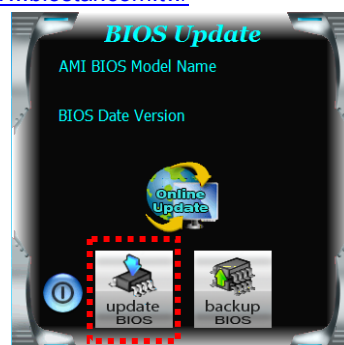 BIOS Update
AMI BIOS Model Name
BIOS Date Version
Online
Update
update
BIOS
backup
BIOS